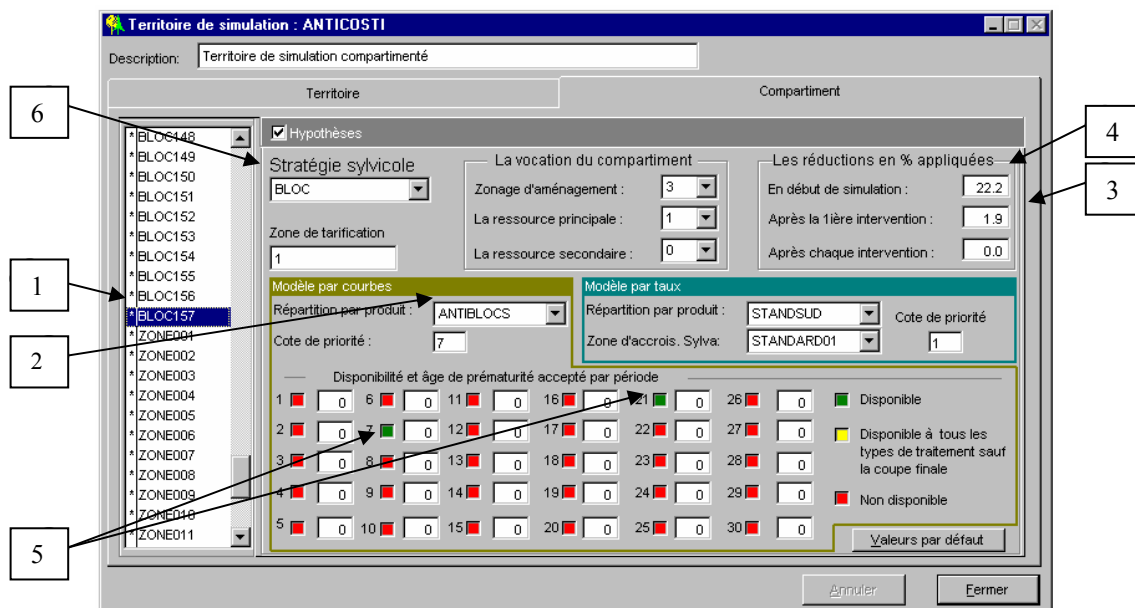 Territoire de simulation : ANTICOSTI
Description: Territoire de simulation compartimenté
Territoire Compartiment
6
4
3
1
2
5
* BLOC148
* BLOC149
* BLOC150
* BLOC151
* BLOC152
* BLOC153
* BLOC154
* BLOC155
* BLOC156
* BLOC157
* ZONE001
* ZONE002
* ZONE003
* ZONE004
* ZONE005
* ZONE006
* ZONE007
* ZONE008
* ZONE009
* ZONE010
* ZONE011
Hypothèses
Stratégie sylvicole
BLOC
Zone de tarification
1
La vocation du compartiment
Zonage d'aménagement : 3
La ressource principale : 1
La ressource secondaire : 0
Les réductions en % appliquées
En début de simulation : 22.2
Après la 1ière intervention : 1.9
Après chaque intervention : 0.0
Modèle par courbes
Répartition par produit : ANTIBLOCS
Cote de priorité : 7
Modèle par taux
Répartition par produit : STANDSUD
Zone d'accrois. Sylva: STANDARD01
Cote de priorité
1
Disponibilité et âge de prématurité accepté par période
1 0 6 0 11 0 16 0 21 0 26 0
2 0 7 0 12 0 17 0 22 0 27 0
3 0 8 0 13 0 18 0 23 0 28 0
4 0 9 0 14 0 19 0 24 0 29 0
5 0 10 0 15 0 20 0 25 0 30 0
Disponible
Disponible à tous les
types de traitement sauf
la coupe finale
Non disponible
Valeurs par défaut
Annuler Fermer